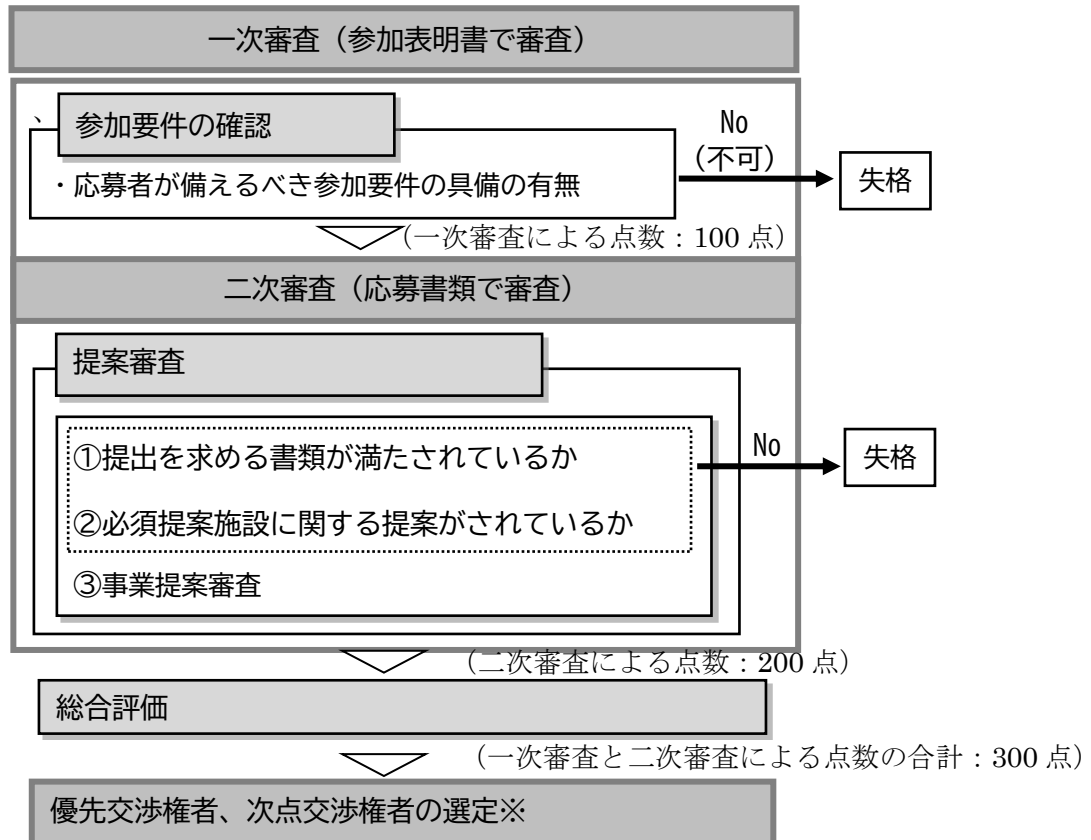 一次審査（参加表明書で審査）
、
参加要件の確認
No
（不可）
・応募者が備えるべき参加要件の具備の有無
失格
（一次審査による点数：100 点）
二次審査（応募書類で審査）
提案審査
①提出を求める書類が満たされているか
No
失格
②必須提案施設に関する提案がされているか
③事業提案審査
（二次審査による点数：200 点）
総合評価
（一次審査と二次審査による点数の合計：300 点）
優先交渉権者、次点交渉権者の選定※